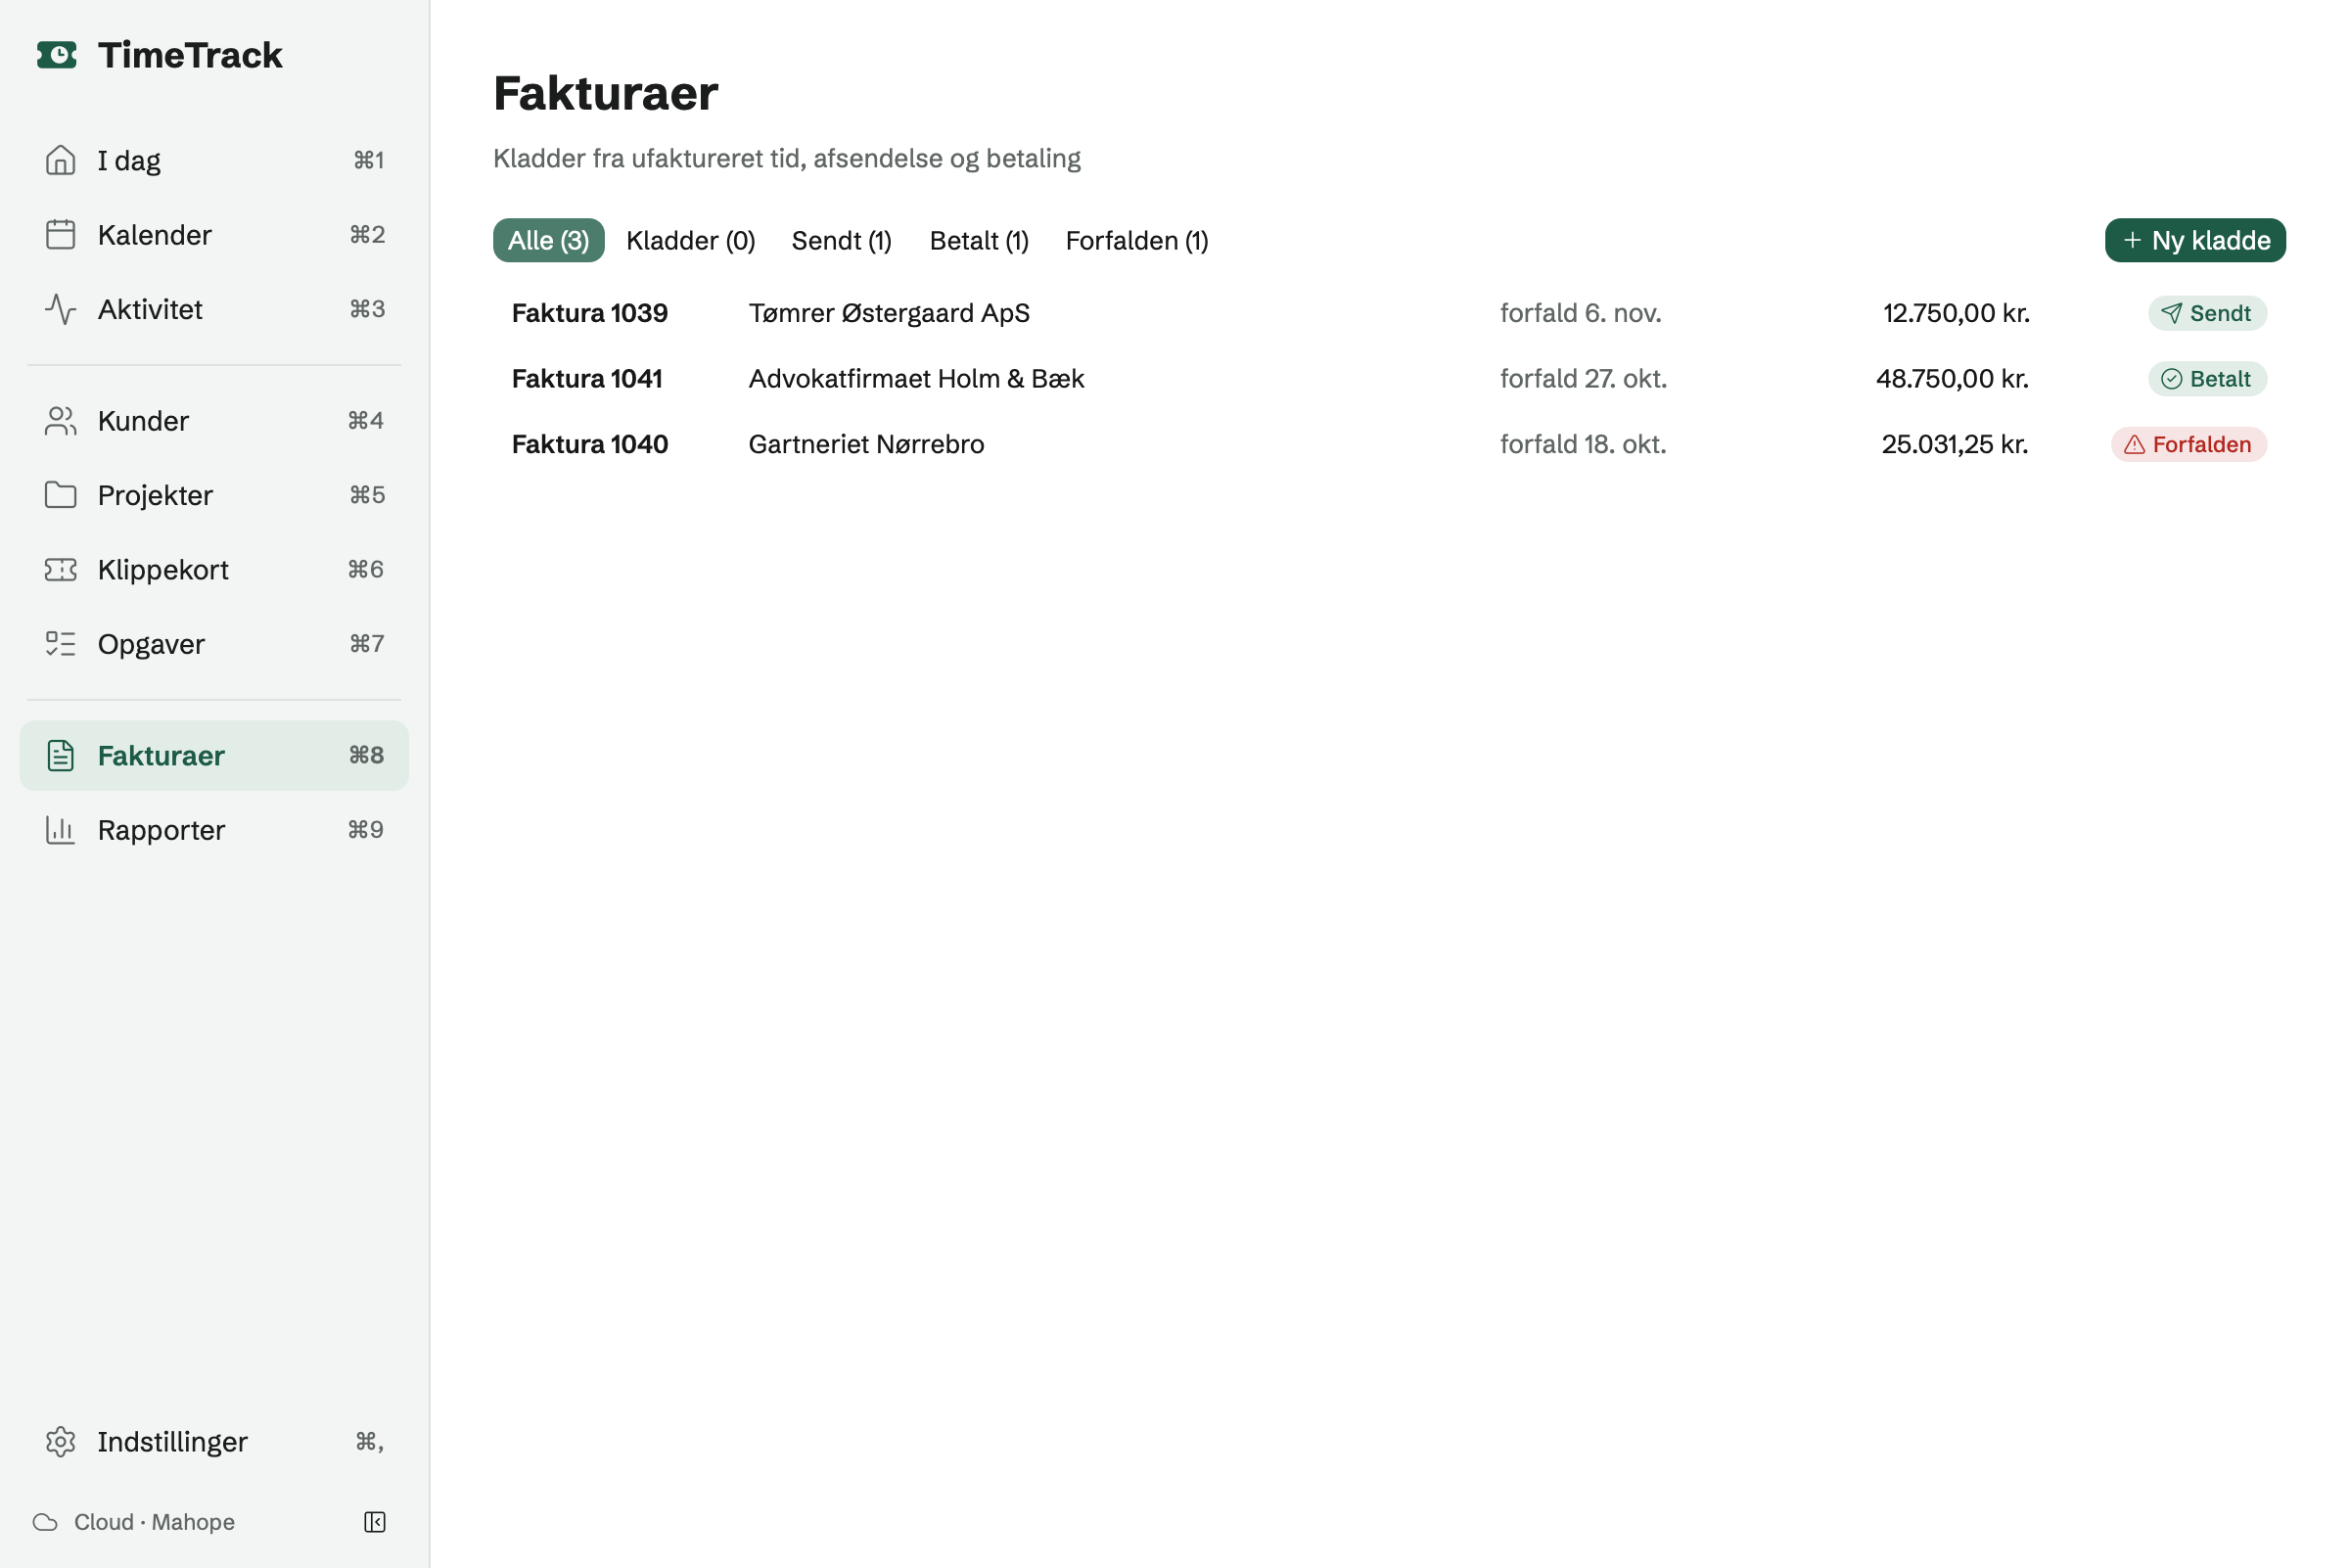 TimeTrack
I dag ⌘1
Kalender ⌘2
Aktivitet ⌘3
Kunder ⌘4
Projekter ⌘5
Klippekort ⌘6
Opgaver ⌘7
Fakturaer ⌘8
Rapporter ⌘9
Indstillinger ⌘,
Cloud · Mahope
Fakturaer
Kladder fra ufaktureret tid, afsendelse og betaling
Alle (3) Kladder (0) Sendt (1) Betalt (1) Forfalden (1) + Ny kladde
Faktura 1039 Tømrer Østergaard ApS forfald 6. nov. 12.750,00 kr. Sendt
Faktura 1041 Advokatfirmaet Holm & Bæk forfald 27. okt. 48.750,00 kr. Betalt
Faktura 1040 Gartneriet Nørrebro forfald 18. okt. 25.031,25 kr. Forfalden